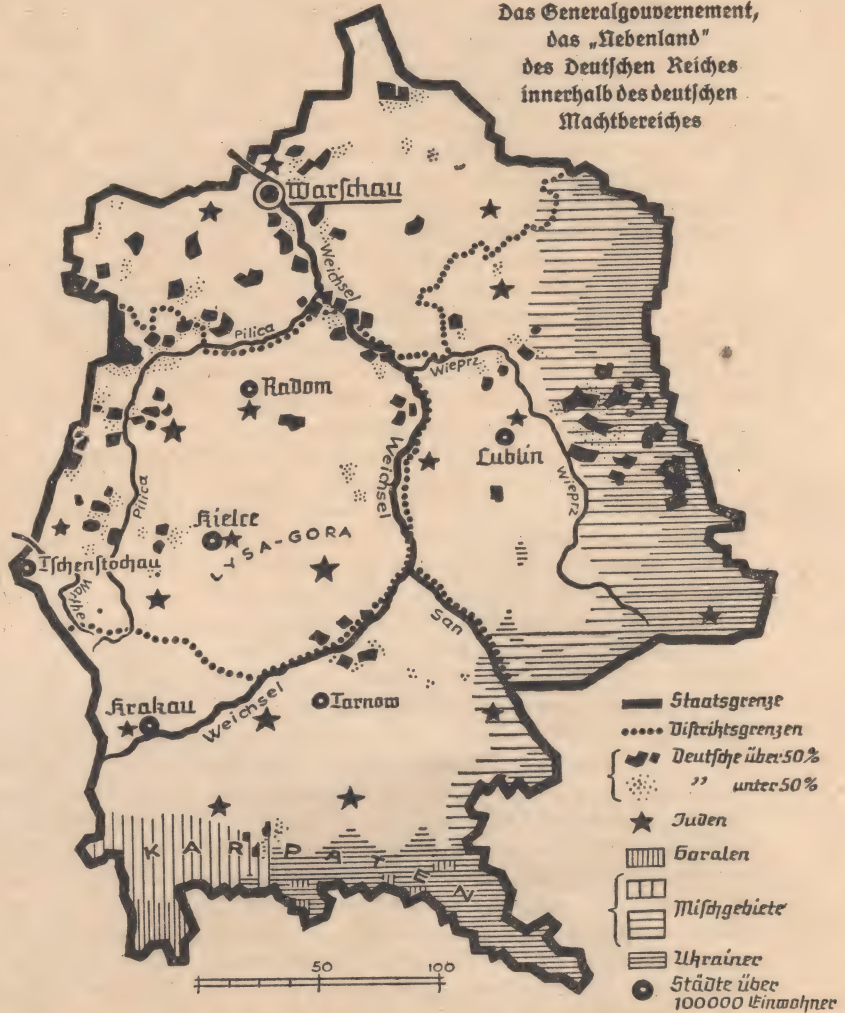 Das Generalgouvernement,
das „Nebenland"
des Deutschen Reiches
innerhalb des deutschen
Machtbereiches
Warschau
Weichsel
Pilica
Wieprz
Radom
Lublin
Weichsel
Wieprz
Pilica
Kielce
LYSA-GORA
Tschenstochau
Warthe
San
Krakau
Weichsel
Tarnow
KARPATEN
Staatsgrenze
Distriktsgrenzen
Deutsche über 50%
" unter 50%
Juden
Goralen
Mischgebiete
Ukrainer
Städte über
100000 Einwohner
50 100